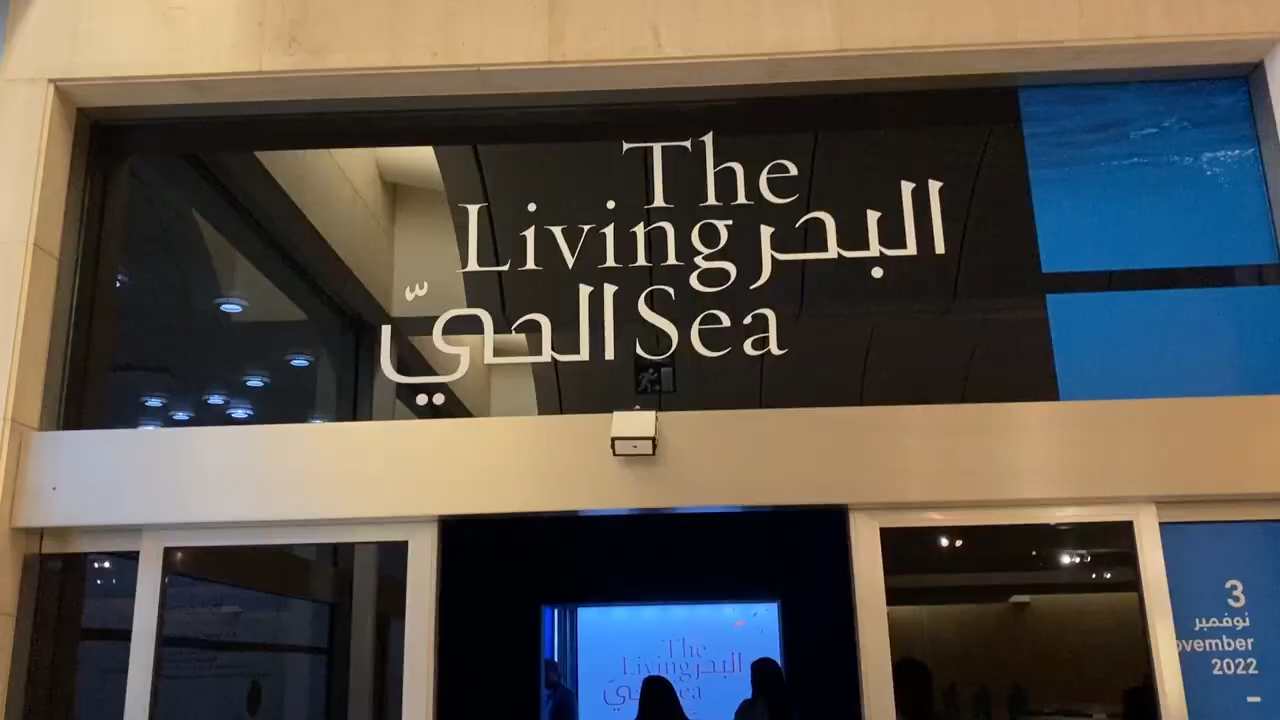 The
Living البحر
الحيّ Sea
The
Living البحر
الحيّ Sea
3
نوفمبر
ovember
2022
–